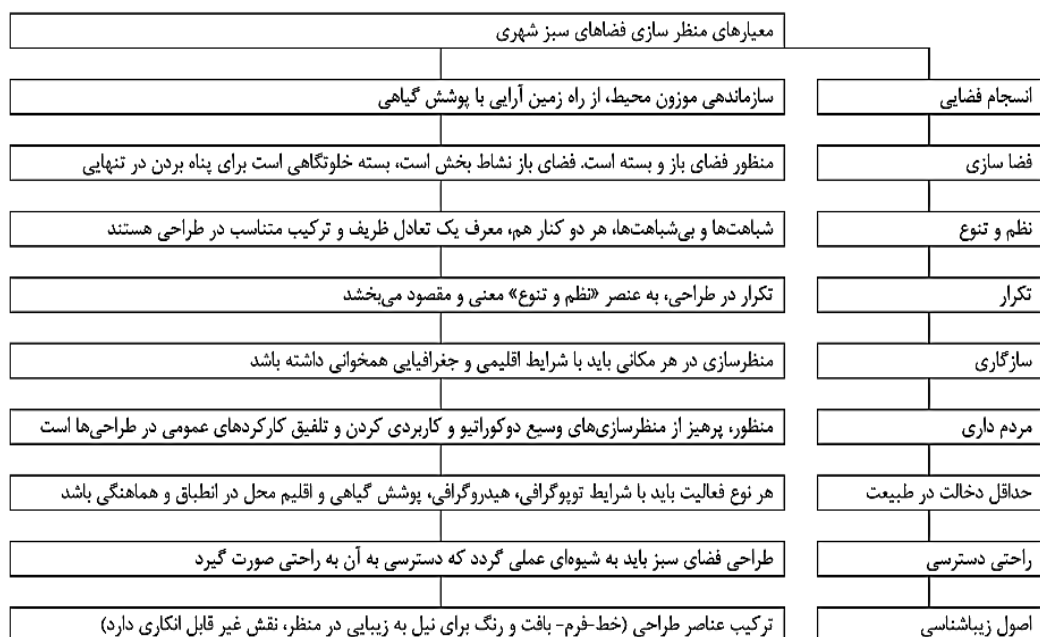 معیارهای منظر سازی فضاهای سبز شهری
انسجام فضایی
سازماندهی موزون محیط، از راه زمین آرایی با پوشش گیاهی
فضا سازی
منظور فضای باز و بسته است. فضای باز نشاط بخش است، بسته خلوتگاهی است برای پناه بردن در تنهایی
نظم و تنوع
شباهت‌ها و بی‌شباهت‌ها، هر دو کنار هم، معرف یک تعادل ظریف و ترکیب متناسب در طراحی هستند
تکرار
تکرار در طراحی، به عنصر «نظم و تنوع» معنی و مقصود می‌بخشد
سازگاری
منظرسازی در هر مکانی باید با شرایط اقلیمی و جغرافیایی همخوانی داشته باشد
مردم داری
منظور، پرهیز از منظرسازی‌های وسیع دوکوراتیو و کاربردی کردن و تلفیق کارکردهای عمومی در طراحی‌ها است
حداقل دخالت در طبیعت
هر نوع فعالیت باید با شرایط توپوگرافی، هیدروگرافی، پوشش گیاهی و اقلیم محل در انطباق و هماهنگی باشد
راحتی دسترسی
طراحی فضای سبز باید به شیوه‌ای عملی گردد که دسترسی به آن به راحتی صورت گیرد
اصول زیباشناسی
ترکیب عناصر طراحی (خط-فرم- بافت و رنگ برای نیل به زیبایی در منظر، نقش غیر قابل انکاری دارد)